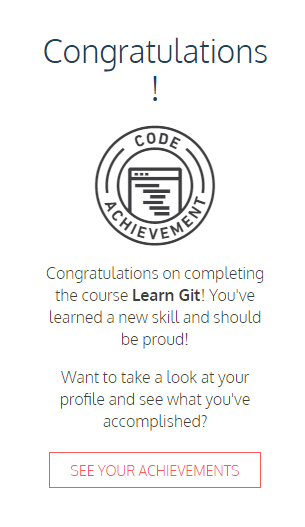 Congratulations
!
CODE
ACHIEVEMENT
Congratulations on completing
the course Learn Git! You've
learned a new skill and should
be proud!
Want to take a look at your
profile and see what you've
accomplished?
SEE YOUR ACHIEVEMENTS